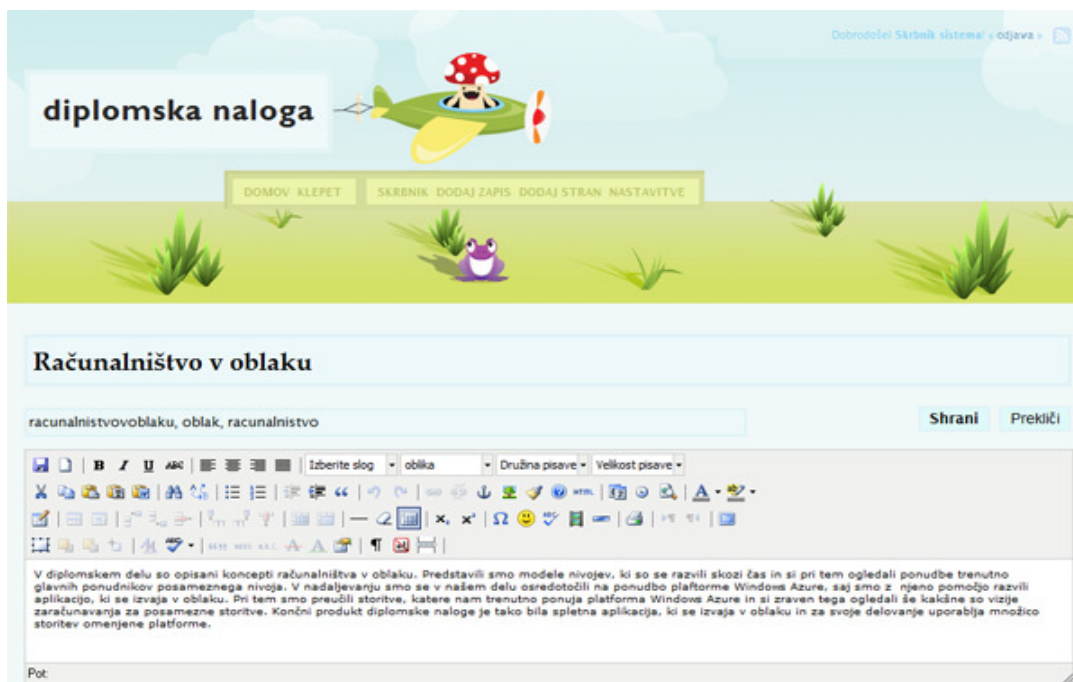 Dobrodošel Skrbnik sistema! « odjava »
diplomska naloga
DOMOV KLEPET SKRBNIK DODAJ ZAPIS DODAJ STRAN NASTAVITVE
Računalništvo v oblaku
racunalnistvovoblaku, oblak, racunalnistvo Shrani Prekliči
B I U ABC Izberite slog oblika Družina pisave Velikost pisave
HTML A ab
x, x² Ω
¶
V diplomskem delu so opisani koncepti računalništva v oblaku. Predstavili smo modele nivojev, ki so se razvili skozi čas in si pri tem ogledali ponudbe trenutno
glavnih ponudnikov posameznega nivoja. V nadaljevanju smo se v našem delu osredotočili na ponudbo plaftorme Windows Azure, saj smo z njeno pomočjo razvili
aplikacijo, ki se izvaja v oblaku. Pri tem smo preučili storitve, katere nam trenutno ponuja platforma Windows Azure in si zraven tega ogledali še kakšne so vizije
zaračunavanja za posamezne storitve. Končni produkt diplomske naloge je tako bila spletna aplikacija, ki se izvaja v oblaku in za svoje delovanje uporablja množico
storitev omenjene platforme.
Pot: